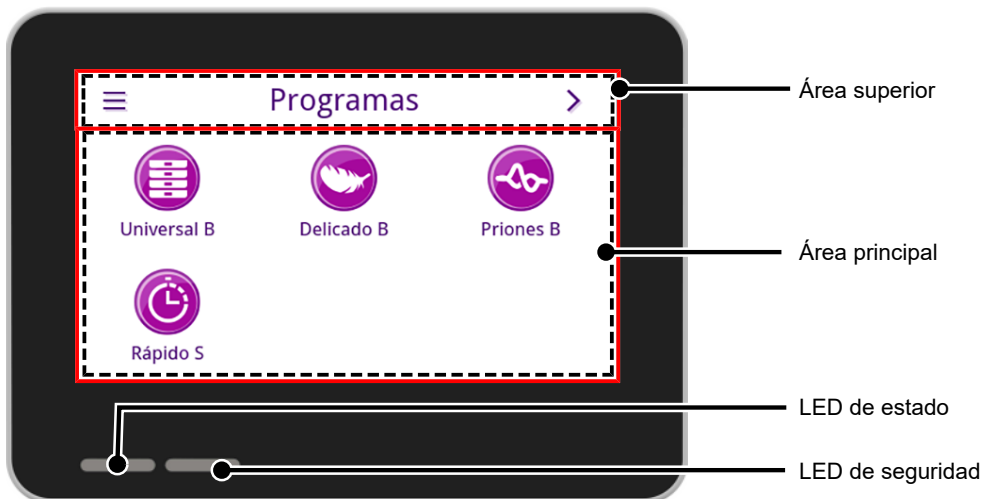 Programas
Área superior
Universal B
Delicado B
Priones B
Área principal
Rápido S
LED de estado
LED de seguridad